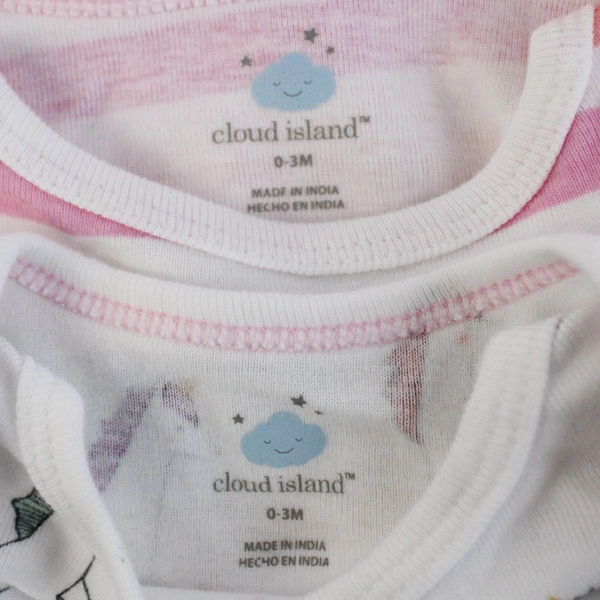 cloud island™
0-3M
MADE IN INDIA
HECHO EN INDIA
cloud island™
0-3M
MADE IN INDIA
HECHO EN INDIA